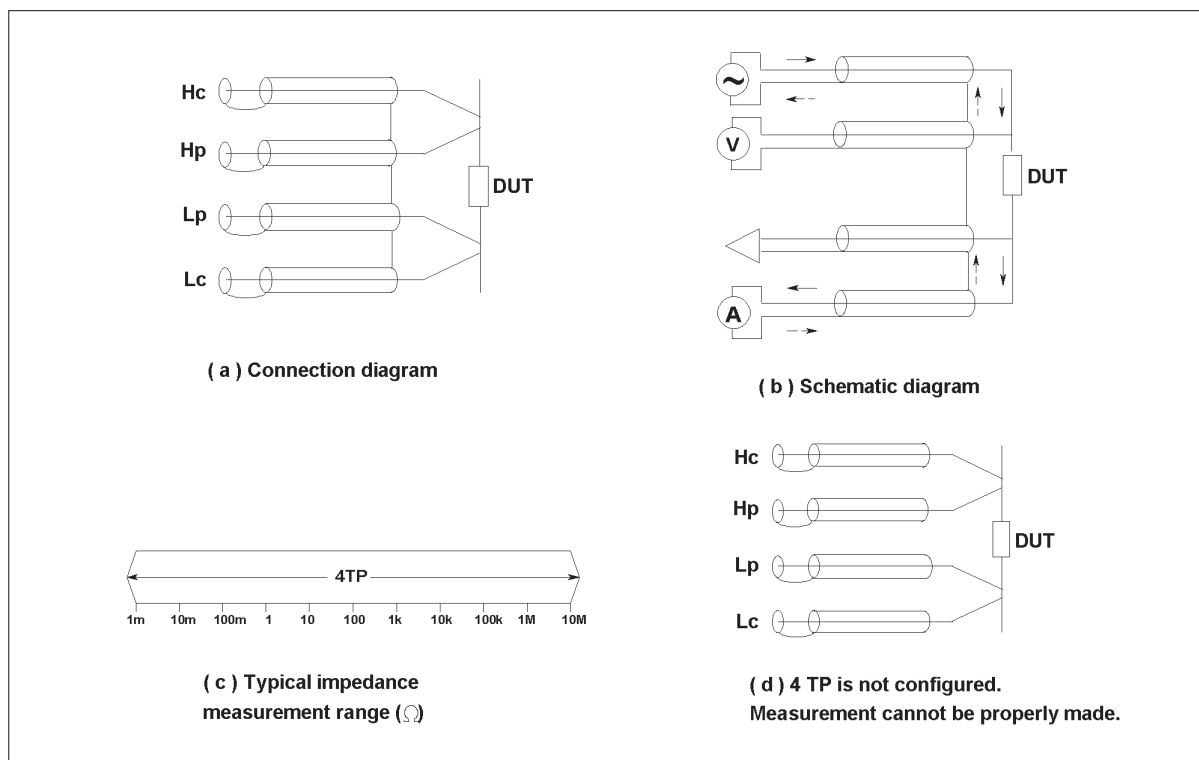 Hc
Hp
Lp
Lc
DUT
( a ) Connection diagram
~
V
A
DUT
( b ) Schematic diagram
4TP
1m 10m 100m 1 10 100 1k 10k 100k 1M 10M
( c ) Typical impedance
measurement range (Ω)
Hc
Hp
Lp
Lc
DUT
( d ) 4 TP is not configured.
Measurement cannot be properly made.